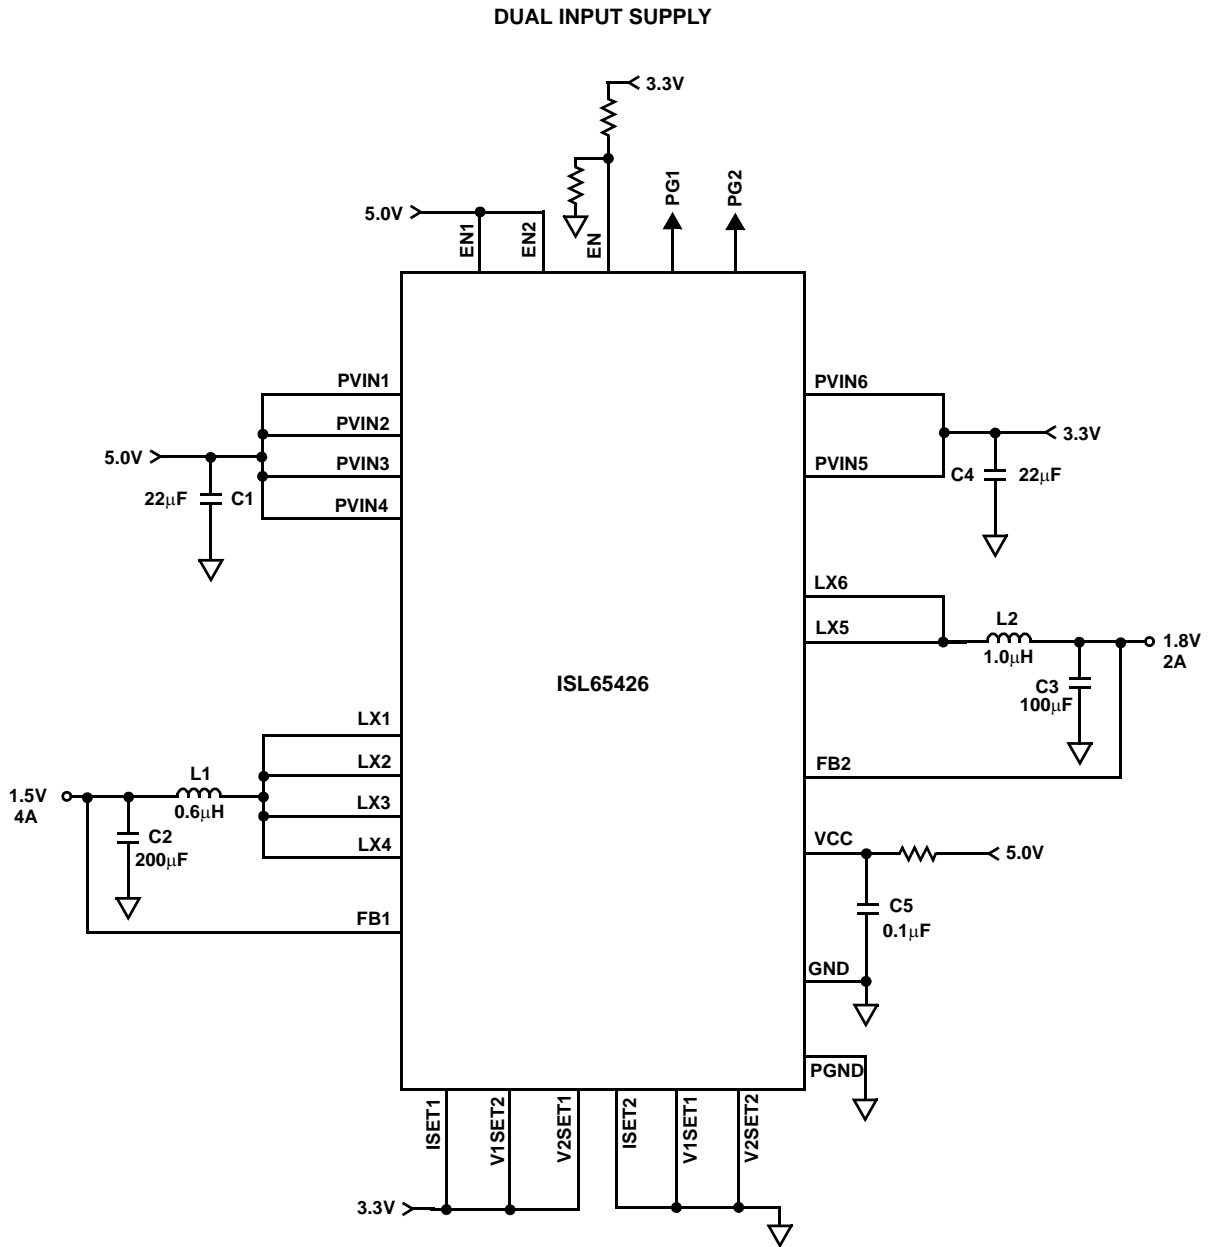 DUAL INPUT SUPPLY
3.3V
PG1
PG2
5.0V
EN1
EN2
EN
PVIN1
PVIN2
PVIN3
PVIN4
5.0V
22µF
C1
PVIN6
PVIN5
3.3V
C4
22µF
LX6
LX5
L2
1.0µH
1.8V
2A
C3
100µF
ISL65426
LX1
LX2
LX3
LX4
L1
0.6µH
1.5V
4A
C2
200µF
FB1
FB2
VCC
5.0V
C5
0.1µF
GND
PGND
ISET1
V1SET2
V2SET1
ISET2
V1SET1
V2SET2
3.3V